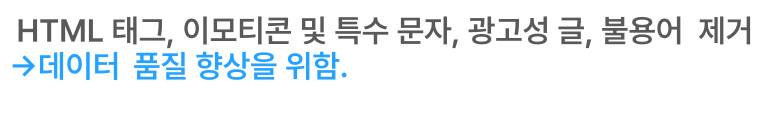 HTML 태그, 이모티콘 및 특수 문자, 광고성 글, 불용어 제거
→데이터 품질 향상을 위함.